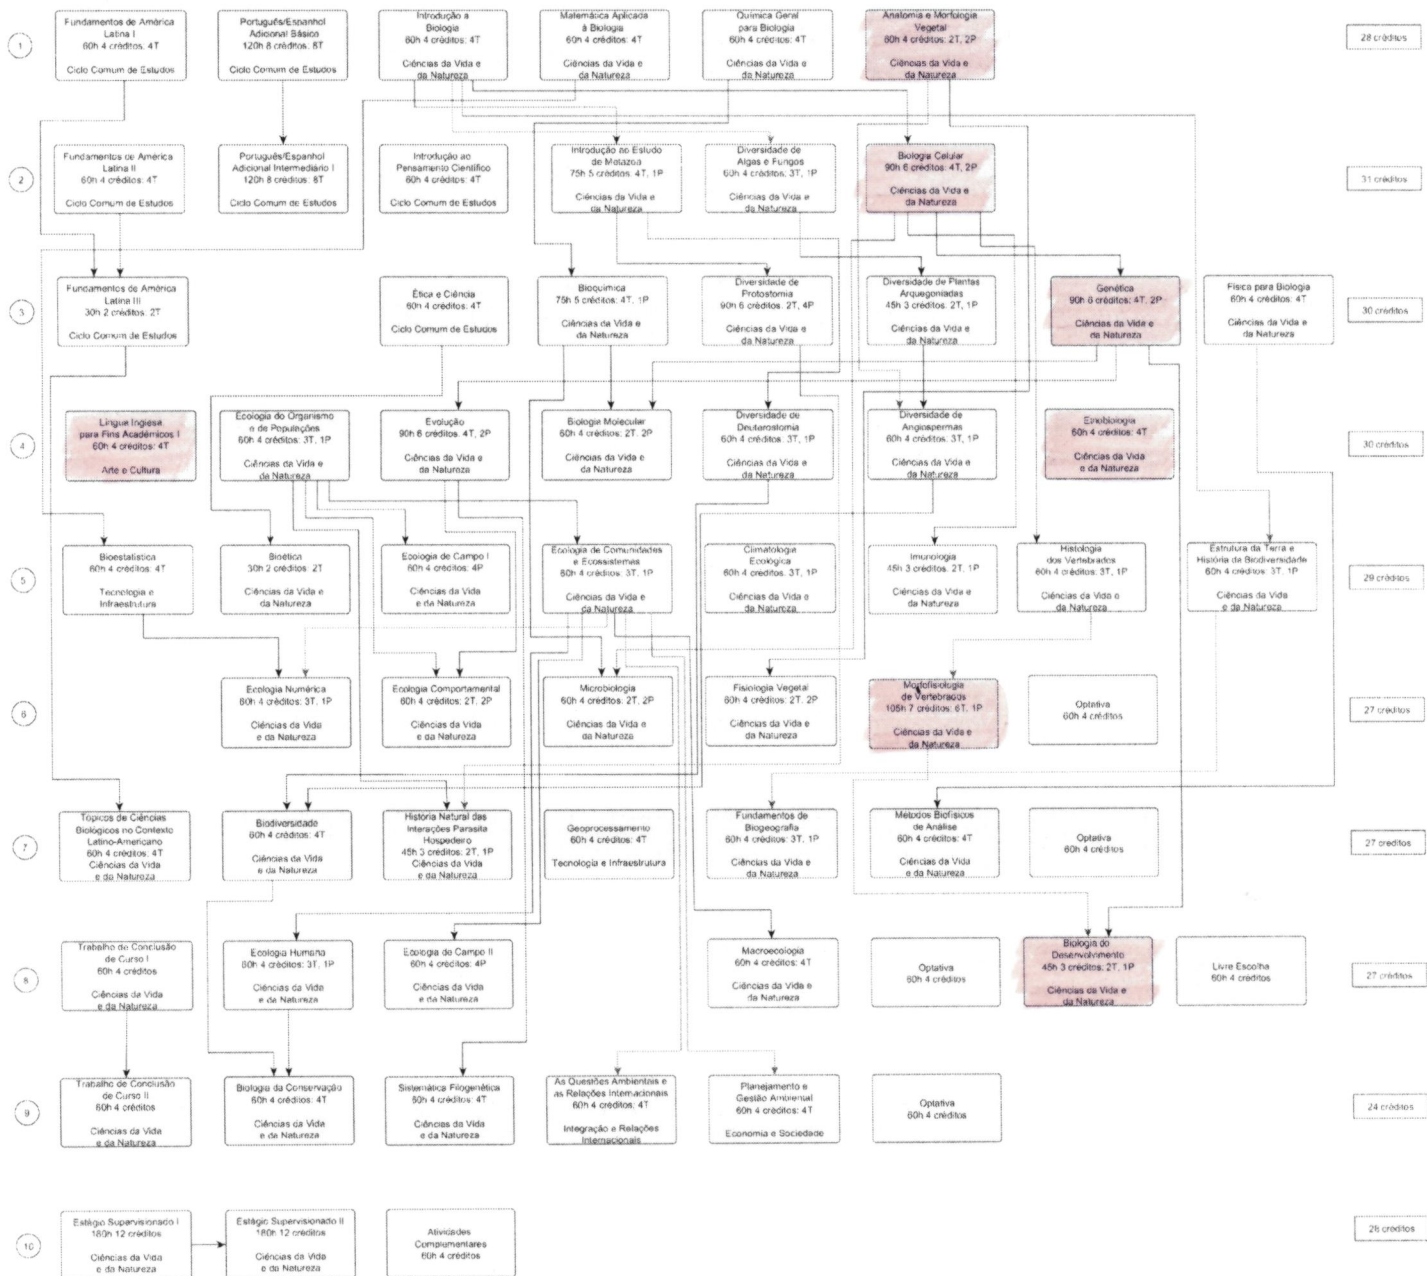 1
Fundamentos de América
Latina I
60h 4 créditos: 4T
Ciclo Comum de Estudos
Português/Espanhol
Adicional Básico
120h 8 créditos: 8T
Ciclo Comum de Estudos
Introdução a
Biologia
60h 4 créditos: 4T
Ciências da Vida e
da Natureza
Matemática Aplicada
à Biologia
60h 4 créditos: 4T
Ciências da Vida e
da Natureza
Química Geral
para Biologia
60h 4 créditos: 4T
Ciências da Vida e
da Natureza
Anatomia e Morfologia
Vegetal
60h 4 créditos: 2T, 2P
Ciências da Vida e
da Natureza
28 créditos
2
Fundamentos de América
Latina II
60h 4 créditos: 4T
Ciclo Comum de Estudos
Português/Espanhol
Adicional Intermediário I
120h 8 créditos: 8T
Ciclo Comum de Estudos
Introdução ao
Pensamento Científico
60h 4 créditos: 4T
Ciclo Comum de Estudos
Introdução ao Estudo
de Metazoa
75h 5 créditos: 4T, 1P
Ciências da Vida e
da Natureza
Diversidade de
Algas e Fungos
60h 4 créditos: 3T, 1P
Ciências da Vida e
da Natureza
Biologia Celular
90h 6 créditos: 4T, 2P
Ciências da Vida e
da Natureza
31 créditos
3
Fundamentos de América
Latina III
30h 2 créditos: 2T
Ciclo Comum de Estudos
Ética e Ciência
60h 4 créditos: 4T
Ciclo Comum de Estudos
Bioquímica
75h 5 créditos: 4T, 1P
Ciências da Vida e
da Natureza
Diversidade de
Protostomia
90h 6 créditos: 2T, 4P
Ciências da Vida e
da Natureza
Diversidade de Plantas
Arquegoniadas
45h 3 créditos: 2T, 1P
Ciências da Vida e
da Natureza
Genética
90h 6 créditos: 4T, 2P
Ciências da Vida e
da Natureza
Física para Biologia
60h 4 créditos: 4T
Ciências da Vida e
da Natureza
30 créditos
4
Língua Inglesa
para Fins Acadêmicos I
60h 4 créditos: 4T
Arte e Cultura
Ecologia do Organismo
e de Populações
60h 4 créditos: 3T, 1P
Ciências da Vida e
da Natureza
Evolução
90h 6 créditos: 4T, 2P
Ciências da Vida e
da Natureza
Biologia Molecular
60h 4 créditos: 2T, 2P
Ciências da Vida e
da Natureza
Diversidade de
Deuterostomia
60h 4 créditos: 3T, 1P
Ciências da Vida e
da Natureza
Diversidade de
Angiospermas
60h 4 créditos: 3T, 1P
Ciências da Vida e
da Natureza
Etnobiologia
60h 4 créditos: 4T
Ciências da Vida
e da Natureza
30 créditos
5
Bioestatística
60h 4 créditos: 4T
Tecnologia e
Infraestrutura
Bioética
30h 2 créditos: 2T
Ciências da Vida e
da Natureza
Ecologia de Campo I
60h 4 créditos: 4P
Ciências da Vida
e da Natureza
Ecologia de Comunidades
e Ecossistemas
60h 4 créditos: 3T, 1P
Ciências da Vida e
da Natureza
Climatologia
Ecológica
60h 4 créditos: 3T, 1P
Ciências da Vida e
da Natureza
Imunologia
45h 3 créditos: 2T, 1P
Ciências da Vida e
da Natureza
Histologia
dos Vertebrados
60h 4 créditos: 3T, 1P
Ciências da Vida e
da Natureza
Estrutura da Terra e
História da Biodiversidade
60h 4 créditos: 3T, 1P
Ciências da Vida
e da Natureza
29 créditos
6
Ecologia Numérica
60h 4 créditos: 3T, 1P
Ciências da Vida
e da Natureza
Ecologia Comportamental
60h 4 créditos: 2T, 2P
Ciências da Vida
e da Natureza
Microbiologia
60h 4 créditos: 2T, 2P
Ciências da Vida e
da Natureza
Fisiologia Vegetal
60h 4 créditos: 2T, 2P
Ciências da Vida e
da Natureza
Morfofisiologia
de Vertebrados
105h 7 créditos: 6T, 1P
Ciências da Vida e
da Natureza
Optativa
60h 4 créditos
27 créditos
7
Tópicos de Ciências
Biológicos no Contexto
Latino-Americano
60h 4 créditos: 4T
Ciências da Vida
e da Natureza
Biodiversidade
60h 4 créditos: 4T
Ciências da Vida
e da Natureza
História Natural das
Interações Parasita
Hospedeiro
45h 3 créditos: 2T, 1P
Ciências da Vida
e da Natureza
Geoprocessamento
60h 4 créditos: 4T
Tecnologia e Infraestrutura
Fundamentos de
Biogeografia
60h 4 créditos: 3T, 1P
Ciências da Vida
e da Natureza
Métodos Biofísicos
de Análise
60h 4 créditos: 4T
Ciências da Vida
e da Natureza
Optativa
60h 4 créditos
27 créditos
8
Trabalho de Conclusão
de Curso I
60h 4 créditos
Ciências da Vida
e da Natureza
Ecologia Humana
60h 4 créditos: 3T, 1P
Ciências da Vida
e da Natureza
Ecologia de Campo II
60h 4 créditos: 4P
Ciências da Vida
e da Natureza
Macroecologia
60h 4 créditos: 4T
Ciências da Vida e
da Natureza
Optativa
60h 4 créditos
Biologia do
Desenvolvimento
45h 3 créditos: 2T, 1P
Ciências da Vida e
da Natureza
Livre Escolha
60h 4 créditos
27 créditos
9
Trabalho de Conclusão
de Curso II
60h 4 créditos
Ciências da Vida
e da Natureza
Biologia da Conservação
60h 4 créditos: 4T
Ciências da Vida
e da Natureza
Sistemática Filogenética
60h 4 créditos: 4T
Ciências da Vida
e da Natureza
As Questões Ambientais e
as Relações Internacionais
60h 4 créditos: 4T
Integração e Relações
Internacionais
Planejamento e
Gestão Ambiental
60h 4 créditos: 4T
Economia e Sociedade
Optativa
60h 4 créditos
24 créditos
10
Estágio Supervisionado I
180h 12 créditos
Ciências da Vida
e da Natureza
Estágio Supervisionado II
180h 12 créditos
Ciências da Vida
e da Natureza
Atividades
Complementares
60h 4 créditos
28 créditos